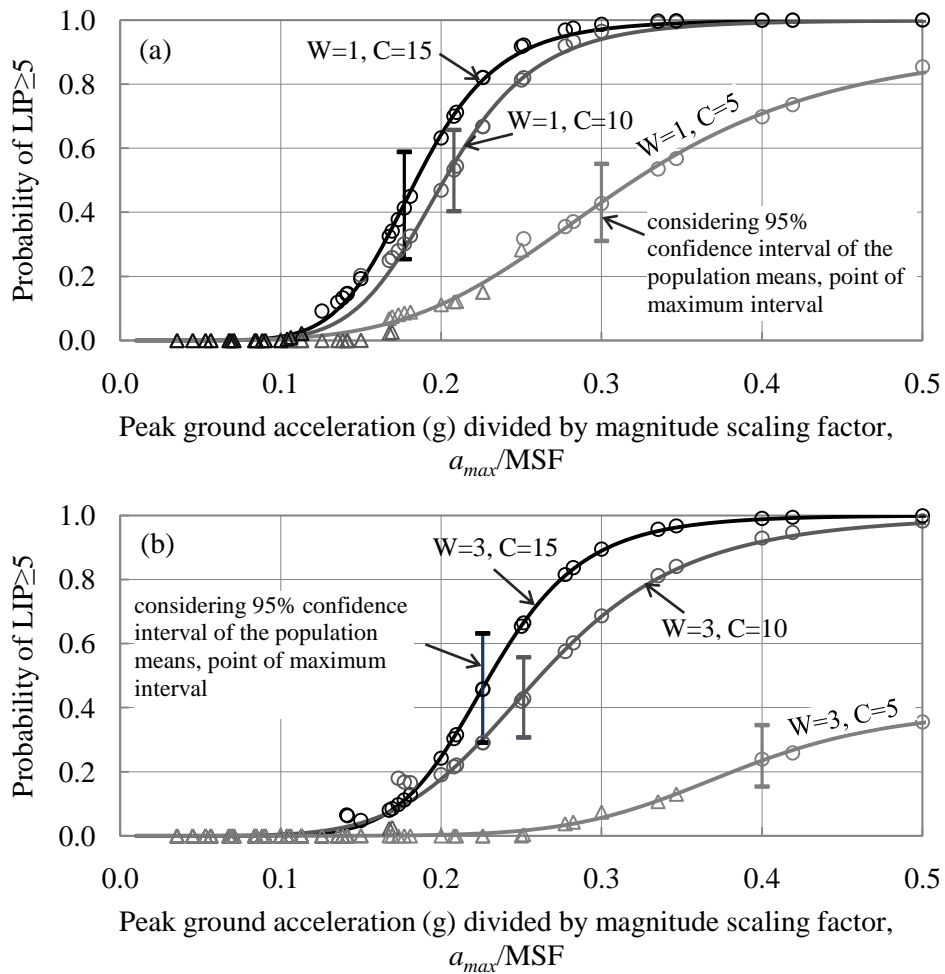 (a)
W=1, C=15
W=1, C=10
W=1, C=5
considering 95%
confidence interval of the
population means, point of
maximum interval
Probability of LIP≥5
1.0
0.8
0.6
0.4
0.2
0.0
0.0 0.1 0.2 0.3 0.4 0.5
Peak ground acceleration (g) divided by magnitude scaling factor,
a_max/MSF
(b)
W=3, C=15
considering 95% confidence
interval of the population
means, point of maximum
interval
W=3, C=10
W=3, C=5
Probability of LIP≥5
1.0
0.8
0.6
0.4
0.2
0.0
0.0 0.1 0.2 0.3 0.4 0.5
Peak ground acceleration (g) divided by magnitude scaling factor,
a_max/MSF